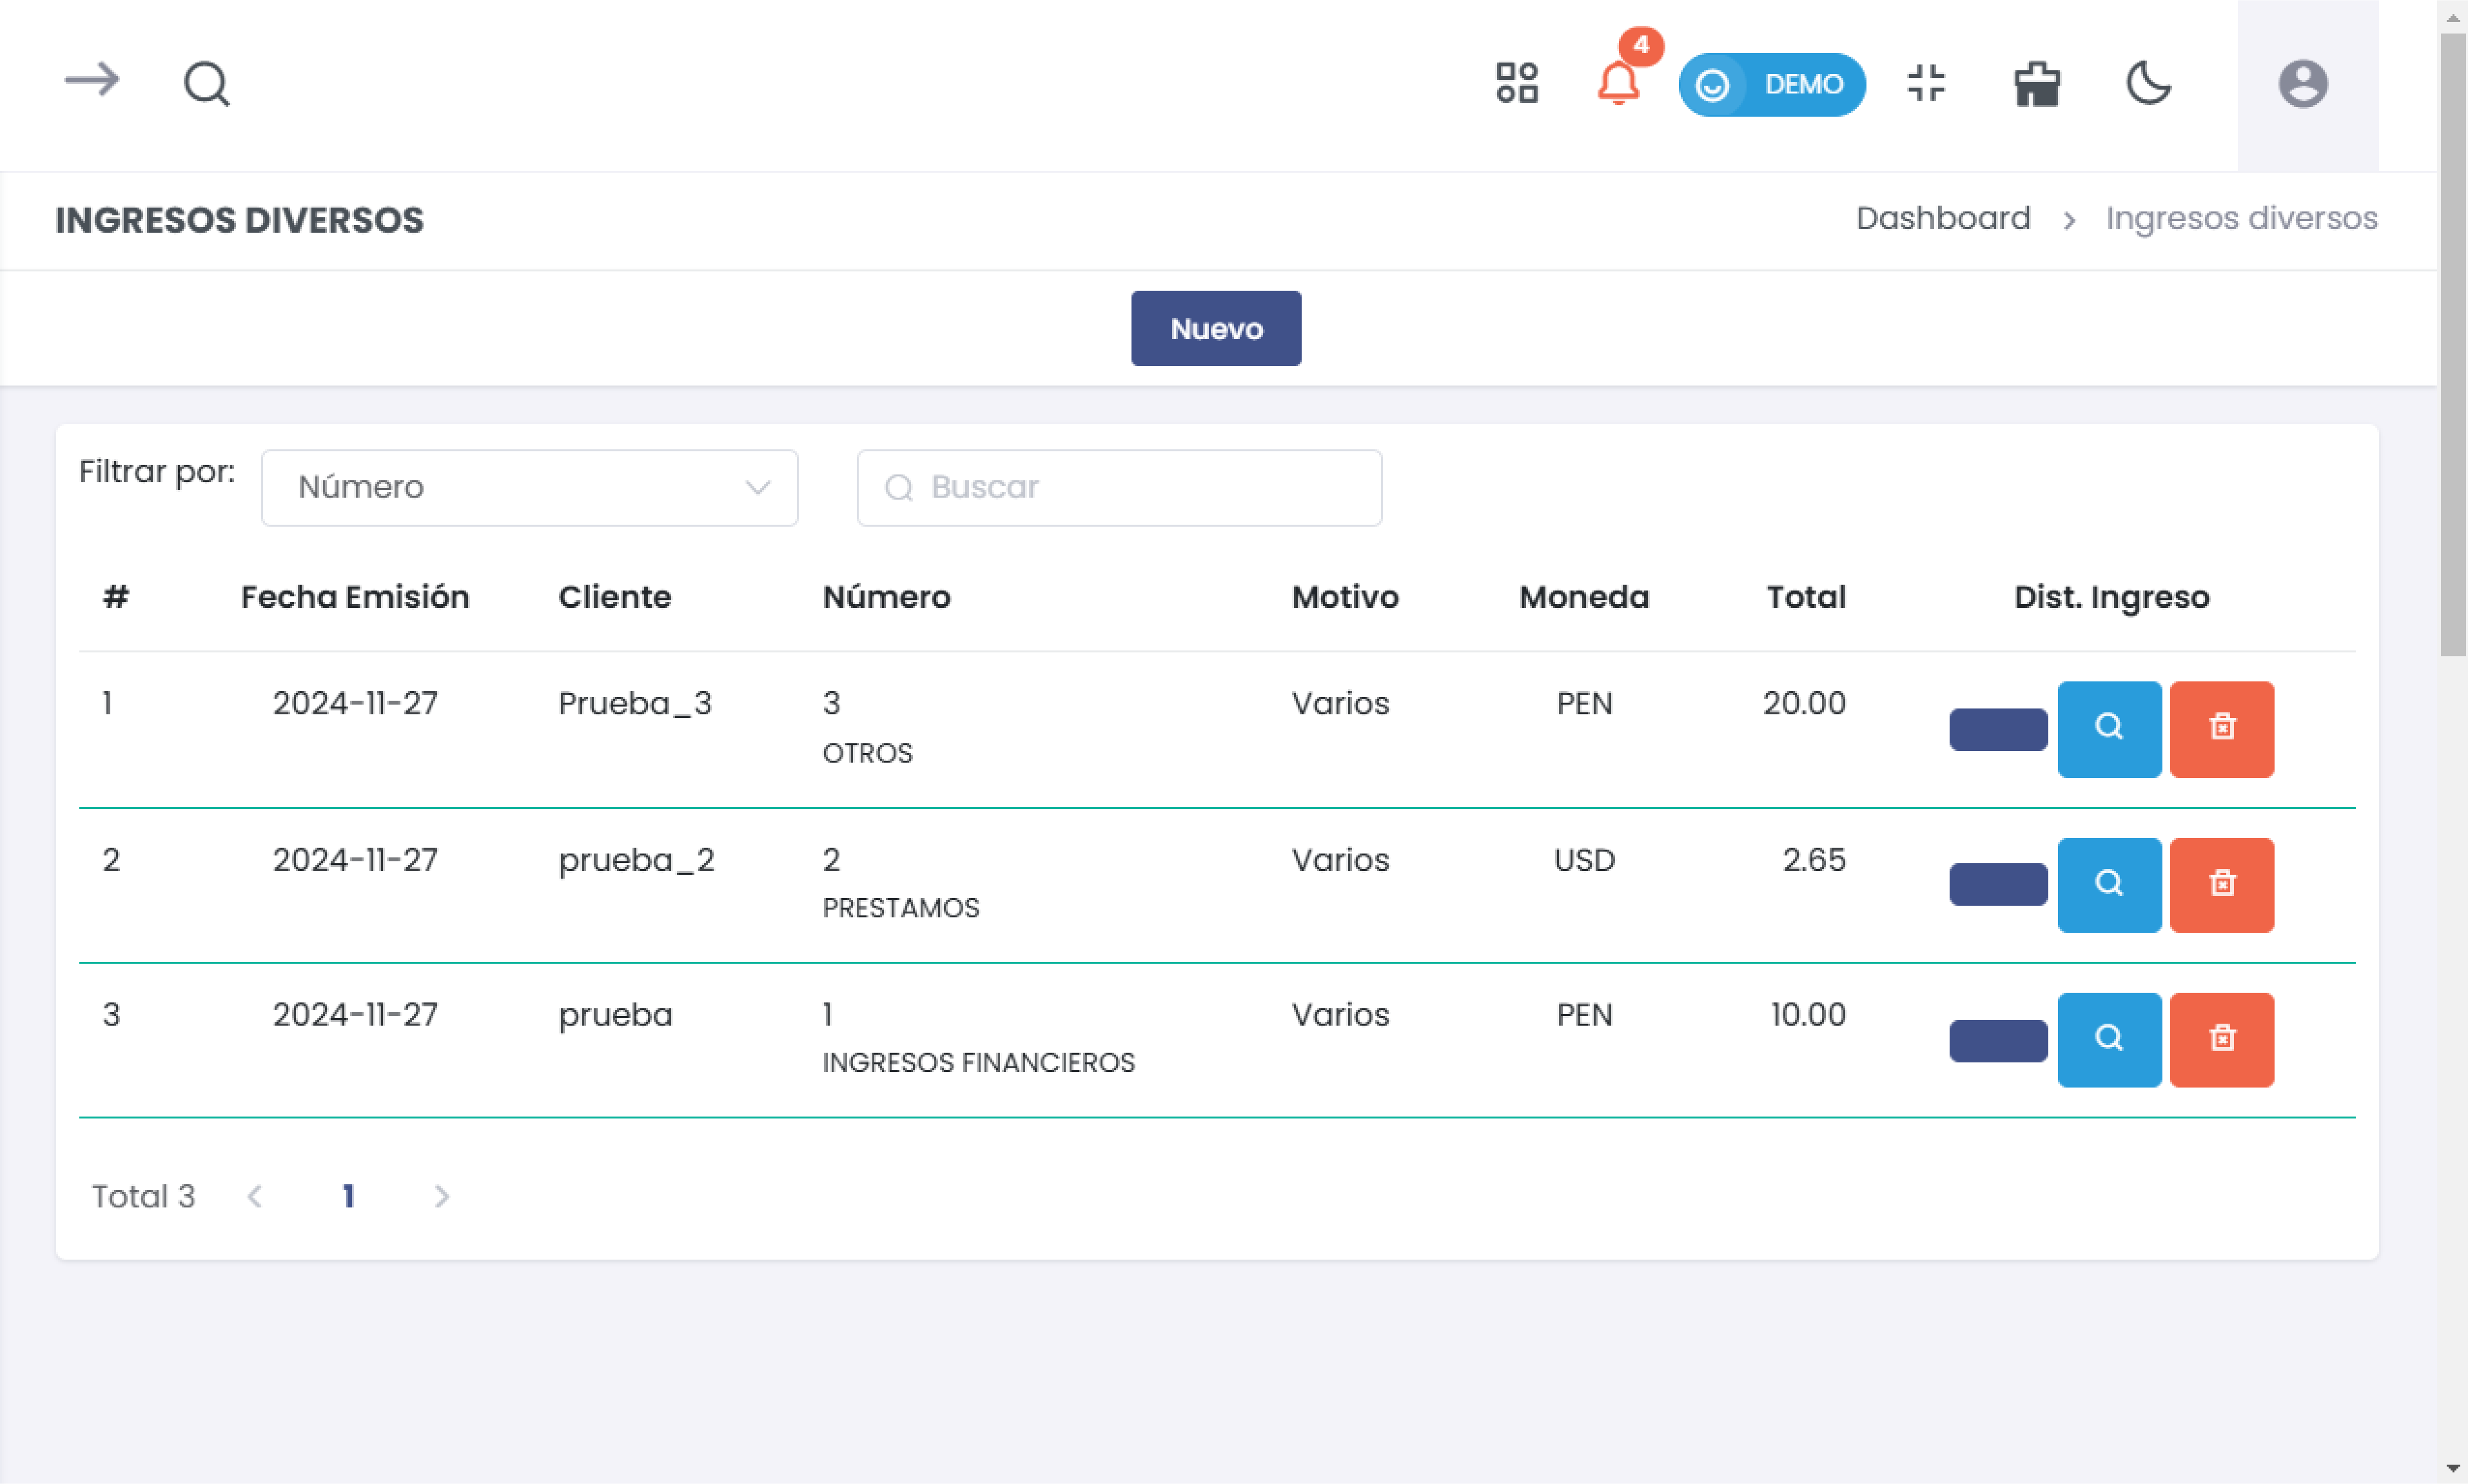 4
DEMO
INGRESOS DIVERSOS
Dashboard > Ingresos diversos
Nuevo
Filtrar por: Número Buscar
# Fecha Emisión Cliente Número Motivo Moneda Total Dist. Ingreso
1 2024-11-27 Prueba_3 3 Varios PEN 20.00
OTROS
2 2024-11-27 prueba_2 2 Varios USD 2.65
PRESTAMOS
3 2024-11-27 prueba 1 Varios PEN 10.00
INGRESOS FINANCIEROS
Total 3 < 1 >